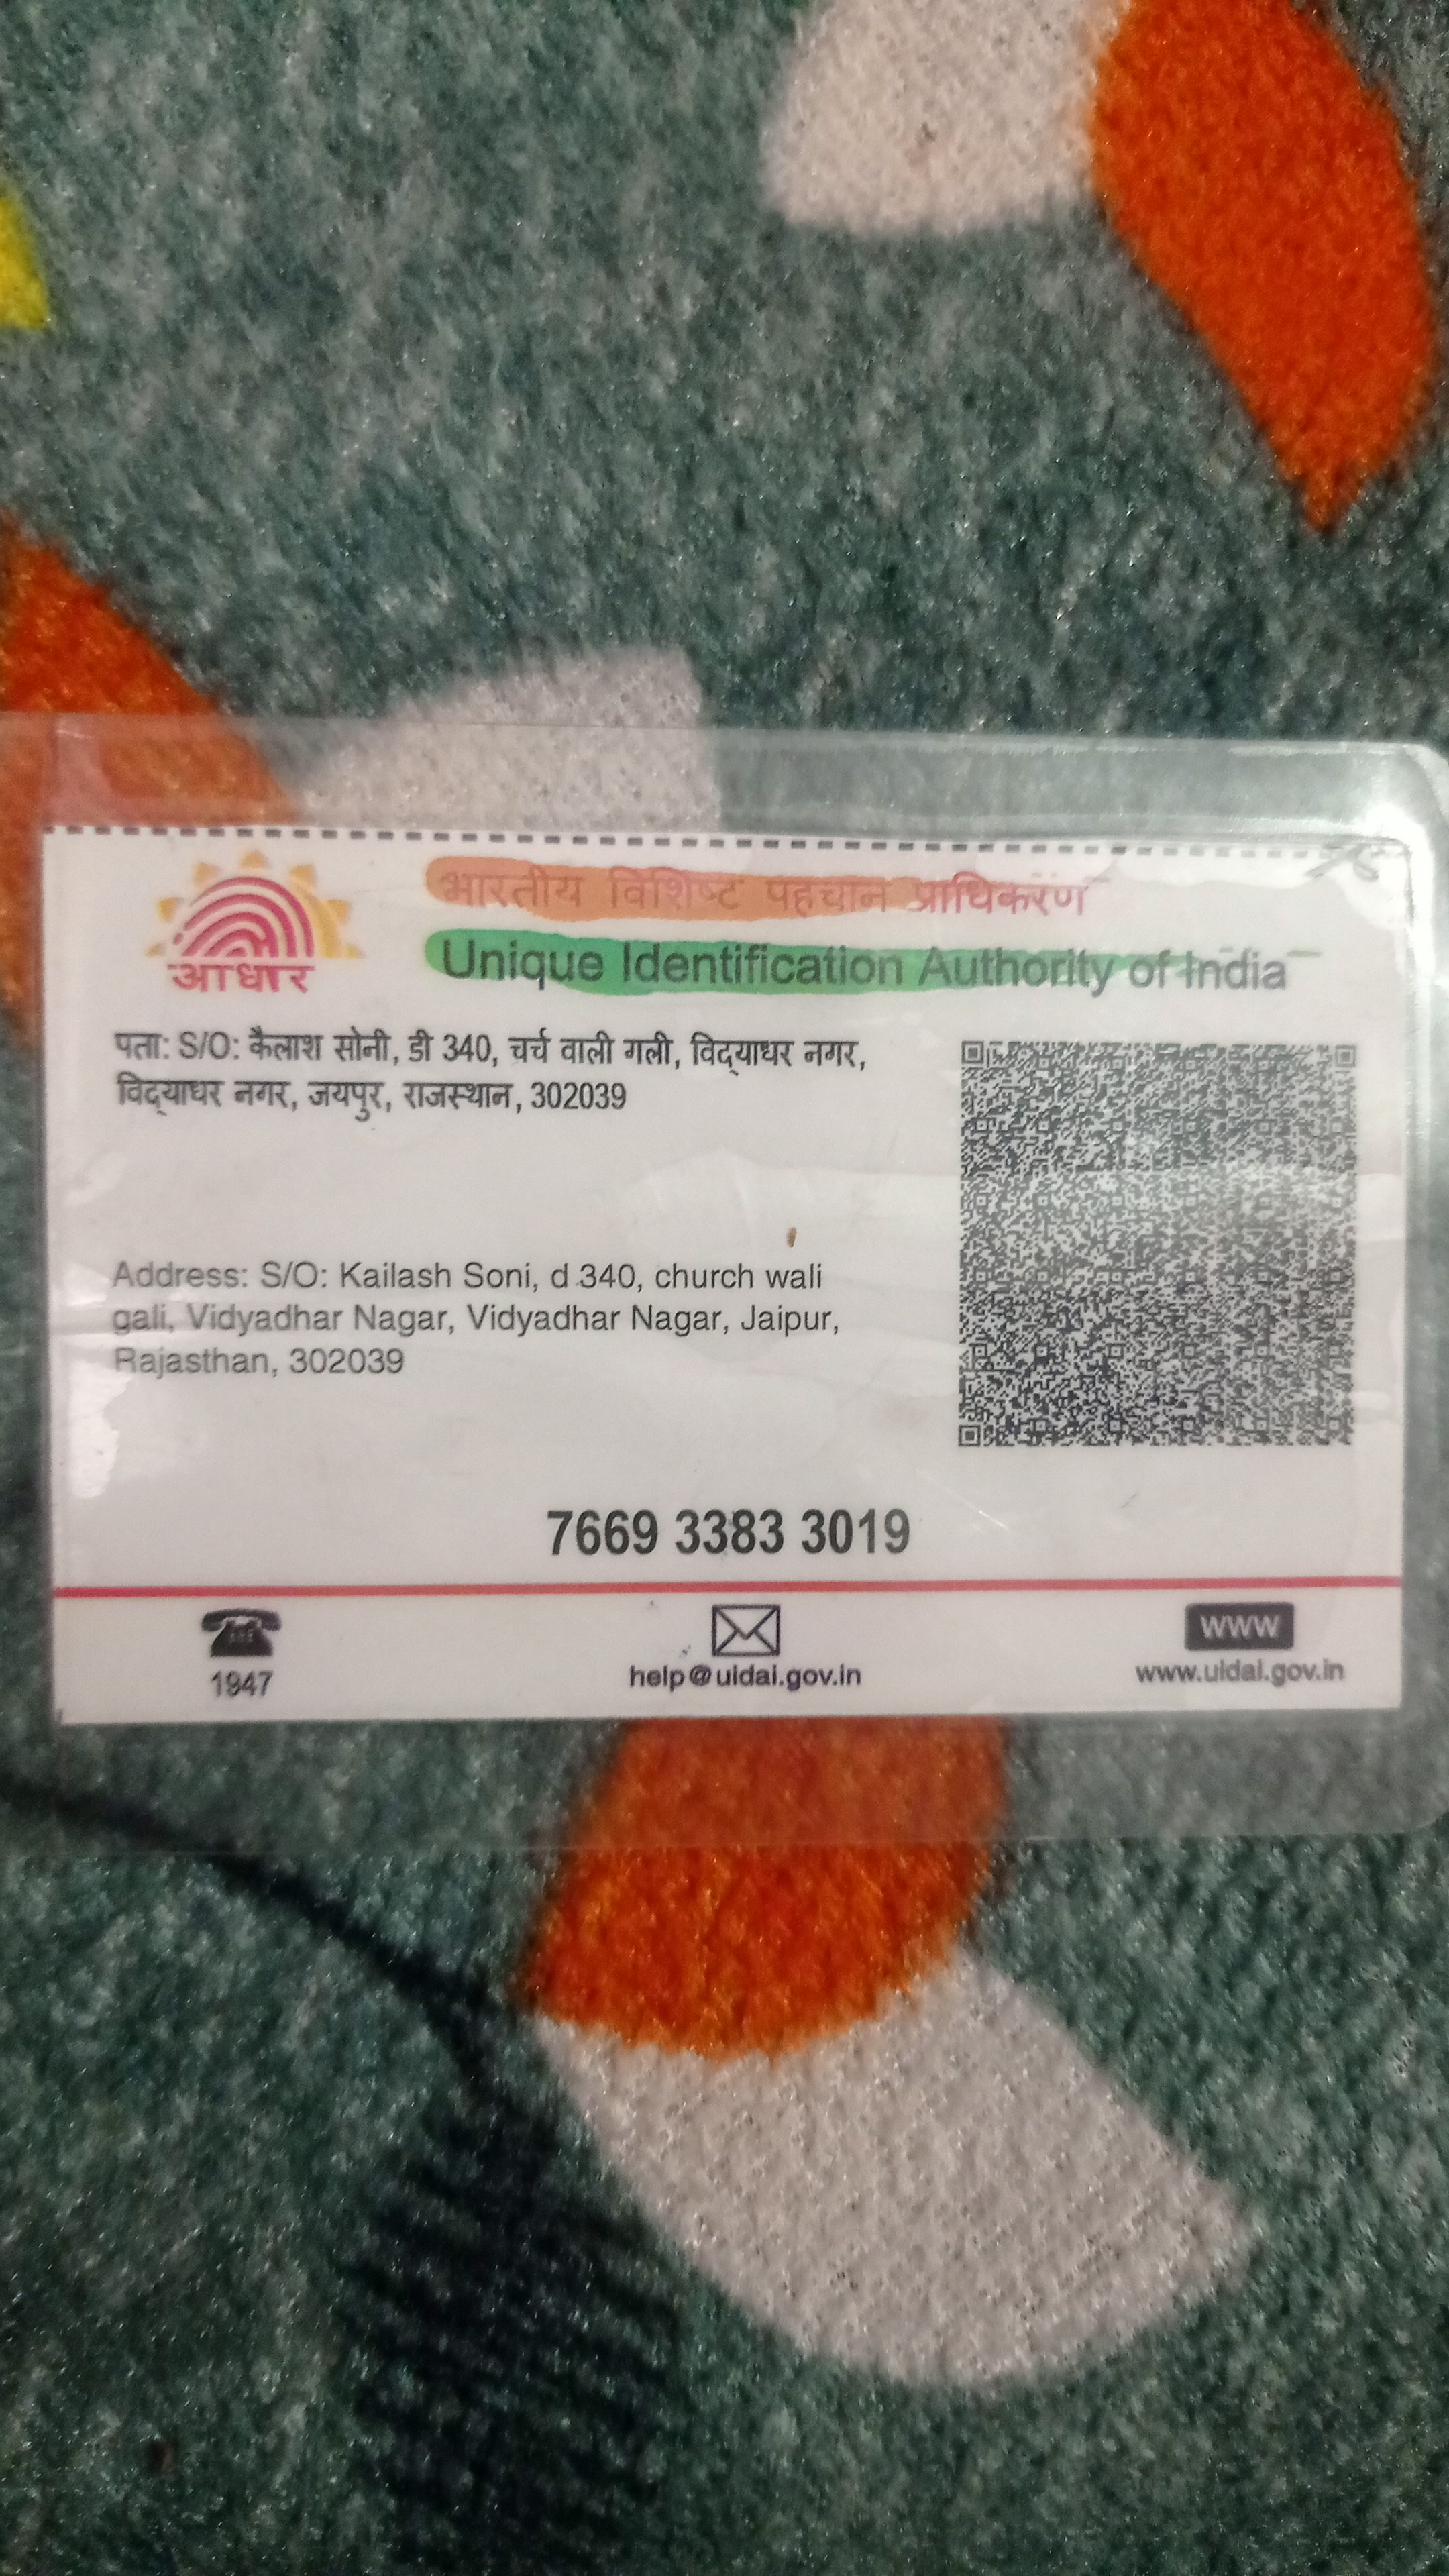 आधार
भारतीय विशिष्ट पहचान प्राधिकरण
Unique Identification Authority of India
पता: S/O: कैलाश सोनी, डी 340, चर्च वाली गली, विद्याधर नगर,
विद्याधर नगर, जयपुर, राजस्थान, 302039
Address: S/O: Kailash Soni, d 340, church wali
gali, Vidyadhar Nagar, Vidyadhar Nagar, Jaipur,
Rajasthan, 302039
7669 3383 3019
1947
help@uidai.gov.in
WWW
www.uidai.gov.in